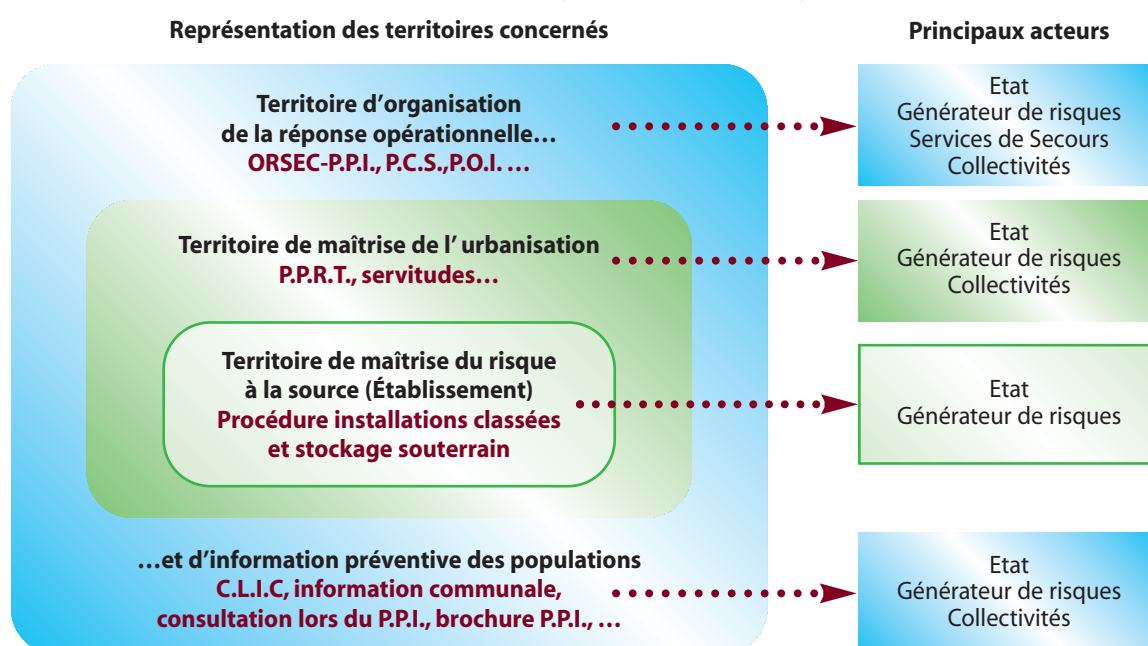 Représentation des territoires concernés
Principaux acteurs
Territoire d'organisation
de la réponse opérationnelle…
ORSEC-P.P.I., P.C.S.,P.O.I. …
Etat
Générateur de risques
Services de Secours
Collectivités
Territoire de maîtrise de l' urbanisation
P.P.R.T., servitudes…
Etat
Générateur de risques
Collectivités
Territoire de maîtrise du risque
à la source (Établissement)
Procédure installations classées
et stockage souterrain
Etat
Générateur de risques
…et d'information préventive des populations
C.L.I.C, information communale,
consultation lors du P.P.I., brochure P.P.I., …
Etat
Générateur de risques
Collectivités